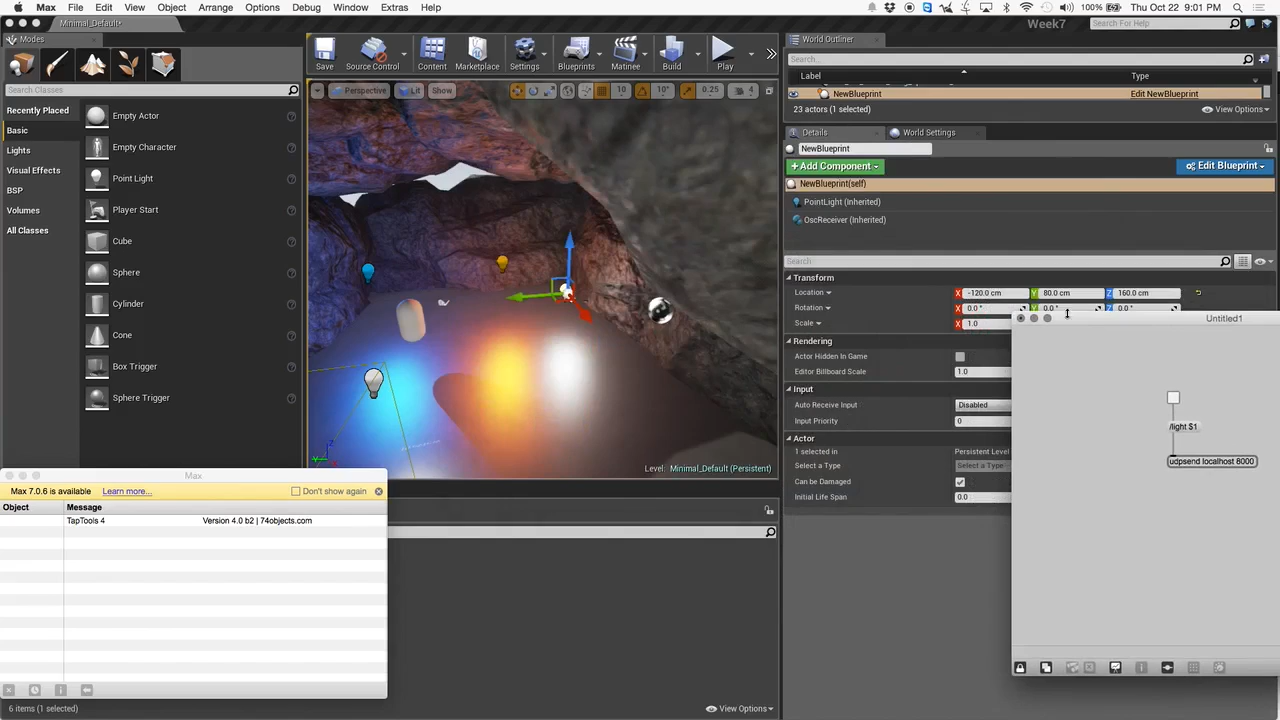 Max File Edit View Object Arrange Options Debug Window Extras Help Thu Oct 22 9:01 PM
Minimal_Default* Week7 Search For Help
Modes
World Outliner
Search Classes
Save Source Control Content Marketplace Settings Blueprints Matinee Build Play
Search...
Label Type
NewBlueprint Edit NewBlueprint
23 actors (1 selected) View Options
Recently Placed
Basic
Lights
Visual Effects
BSP
Volumes
All Classes
Empty Actor
Empty Character
Point Light
Player Start
Cube
Sphere
Cylinder
Cone
Box Trigger
Sphere Trigger
Perspective Lit Show 10 10° 0.25 4
Level: Minimal_Default (Persistent)
Details World Settings
NewBlueprint
+ Add Component Edit Blueprint
NewBlueprint(self)
PointLight (Inherited)
OscReceiver (Inherited)
Search
Transform
Location X -120.0 cm Y 80.0 cm Z 160.0 cm
Rotation X 0.0 ° Y 0.0 ° Z 0.0 °
Scale X 1.0
Rendering
Actor Hidden In Game
Editor Billboard Scale 1.0
Input
Auto Receive Input Disabled
Input Priority 0
Actor
1 selected in Persistent Level
Select a Type Select a Type
Can be Damaged
Initial Life Span 0.0
Untitled1
/light $1
udpsend localhost 8000
Max
Max 7.0.6 is available Learn more... Don't show again
Object Message
TapTools 4 Version 4.0 b2 | 74objects.com
6 items (1 selected) View Options